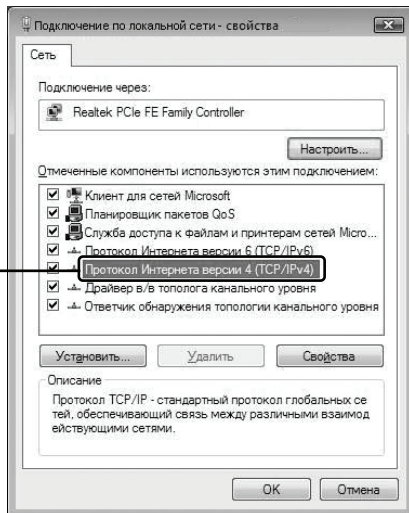 Подключение по локальной сети - свойства
Сеть
Подключение через:
Realtek PCIe FE Family Controller
Настроить...
Отмеченные компоненты используются этим подключением:
Клиент для сетей Microsoft
Планировщик пакетов QoS
Служба доступа к файлам и принтерам сетей Micro...
Протокол Интернета версии 6 (TCP/IPv6)
Протокол Интернета версии 4 (TCP/IPv4)
Драйвер в/в тополога канального уровня
Ответчик обнаружения топологии канального уровня
Установить...
Удалить
Свойства
Описание
Протокол TCP/IP - стандартный протокол глобальных се
тей, обеспечивающий связь между различными взаимод
ействующими сетями.
OK
Отмена